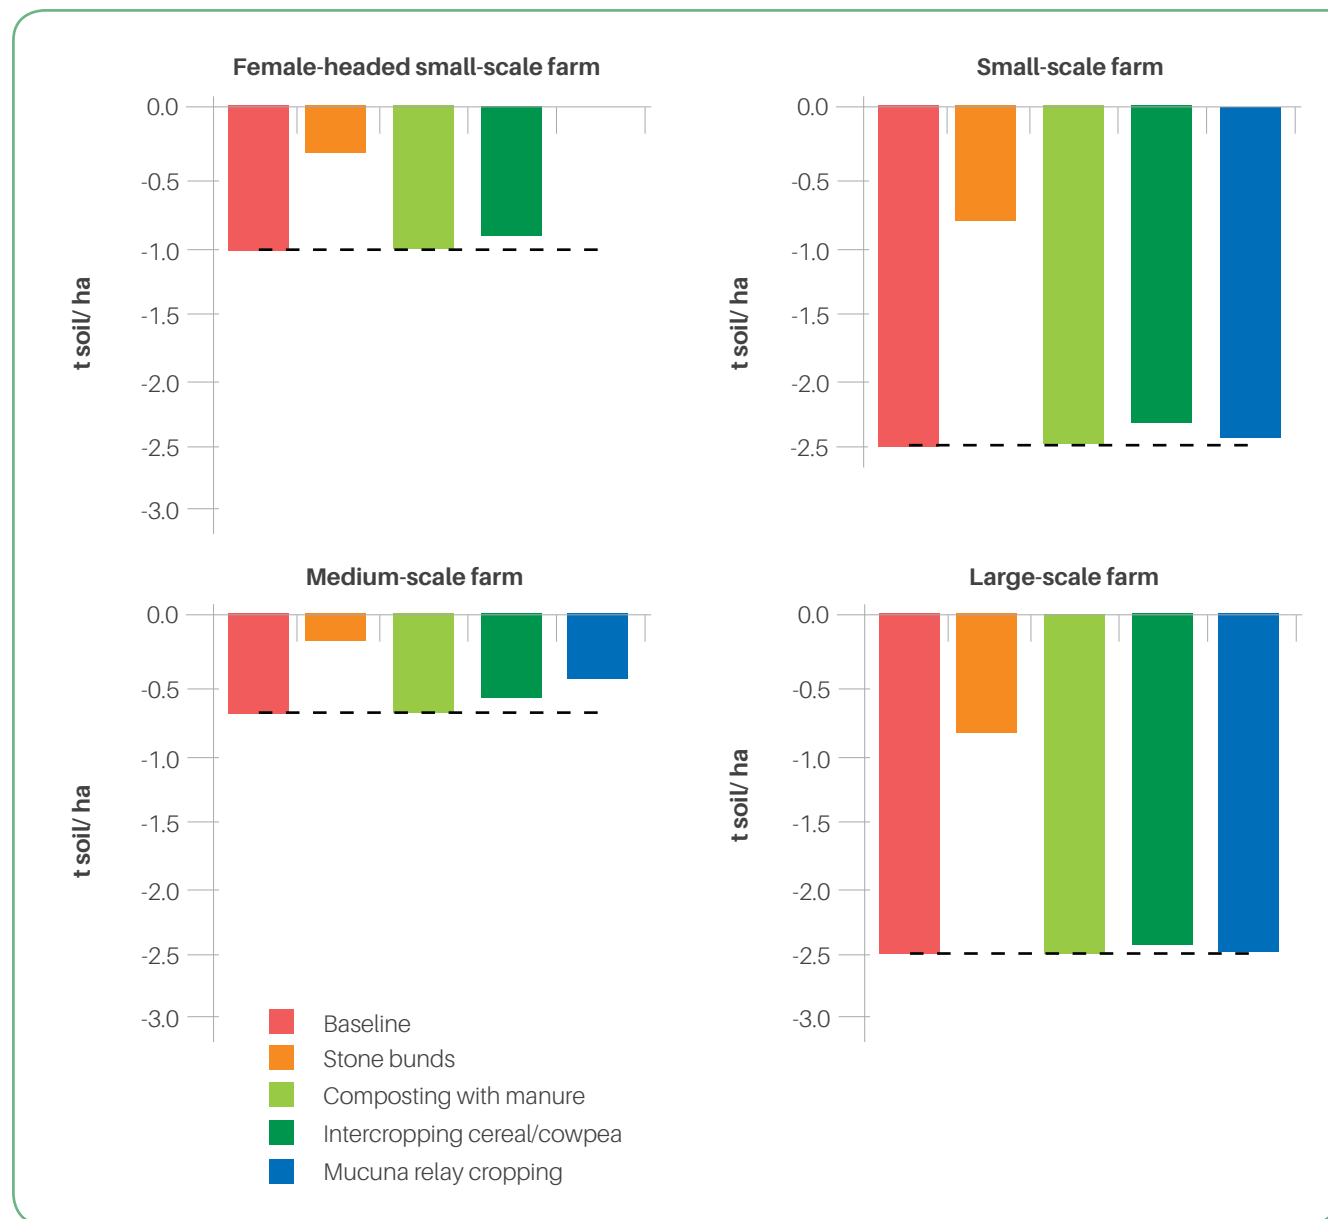 Female-headed small-scale farm
0.0
-0.5
-1.0
-1.5
-2.0
-2.5
-3.0
t soil/ ha
Small-scale farm
0.0
-0.5
-1.0
-1.5
-2.0
-2.5
t soil/ ha
Medium-scale farm
0.0
-0.5
-1.0
-1.5
-2.0
-2.5
-3.0
t soil/ ha
Baseline
Stone bunds
Composting with manure
Intercropping cereal/cowpea
Mucuna relay cropping
Large-scale farm
0.0
-0.5
-1.0
-1.5
-2.0
-2.5
-3.0
t soil/ ha